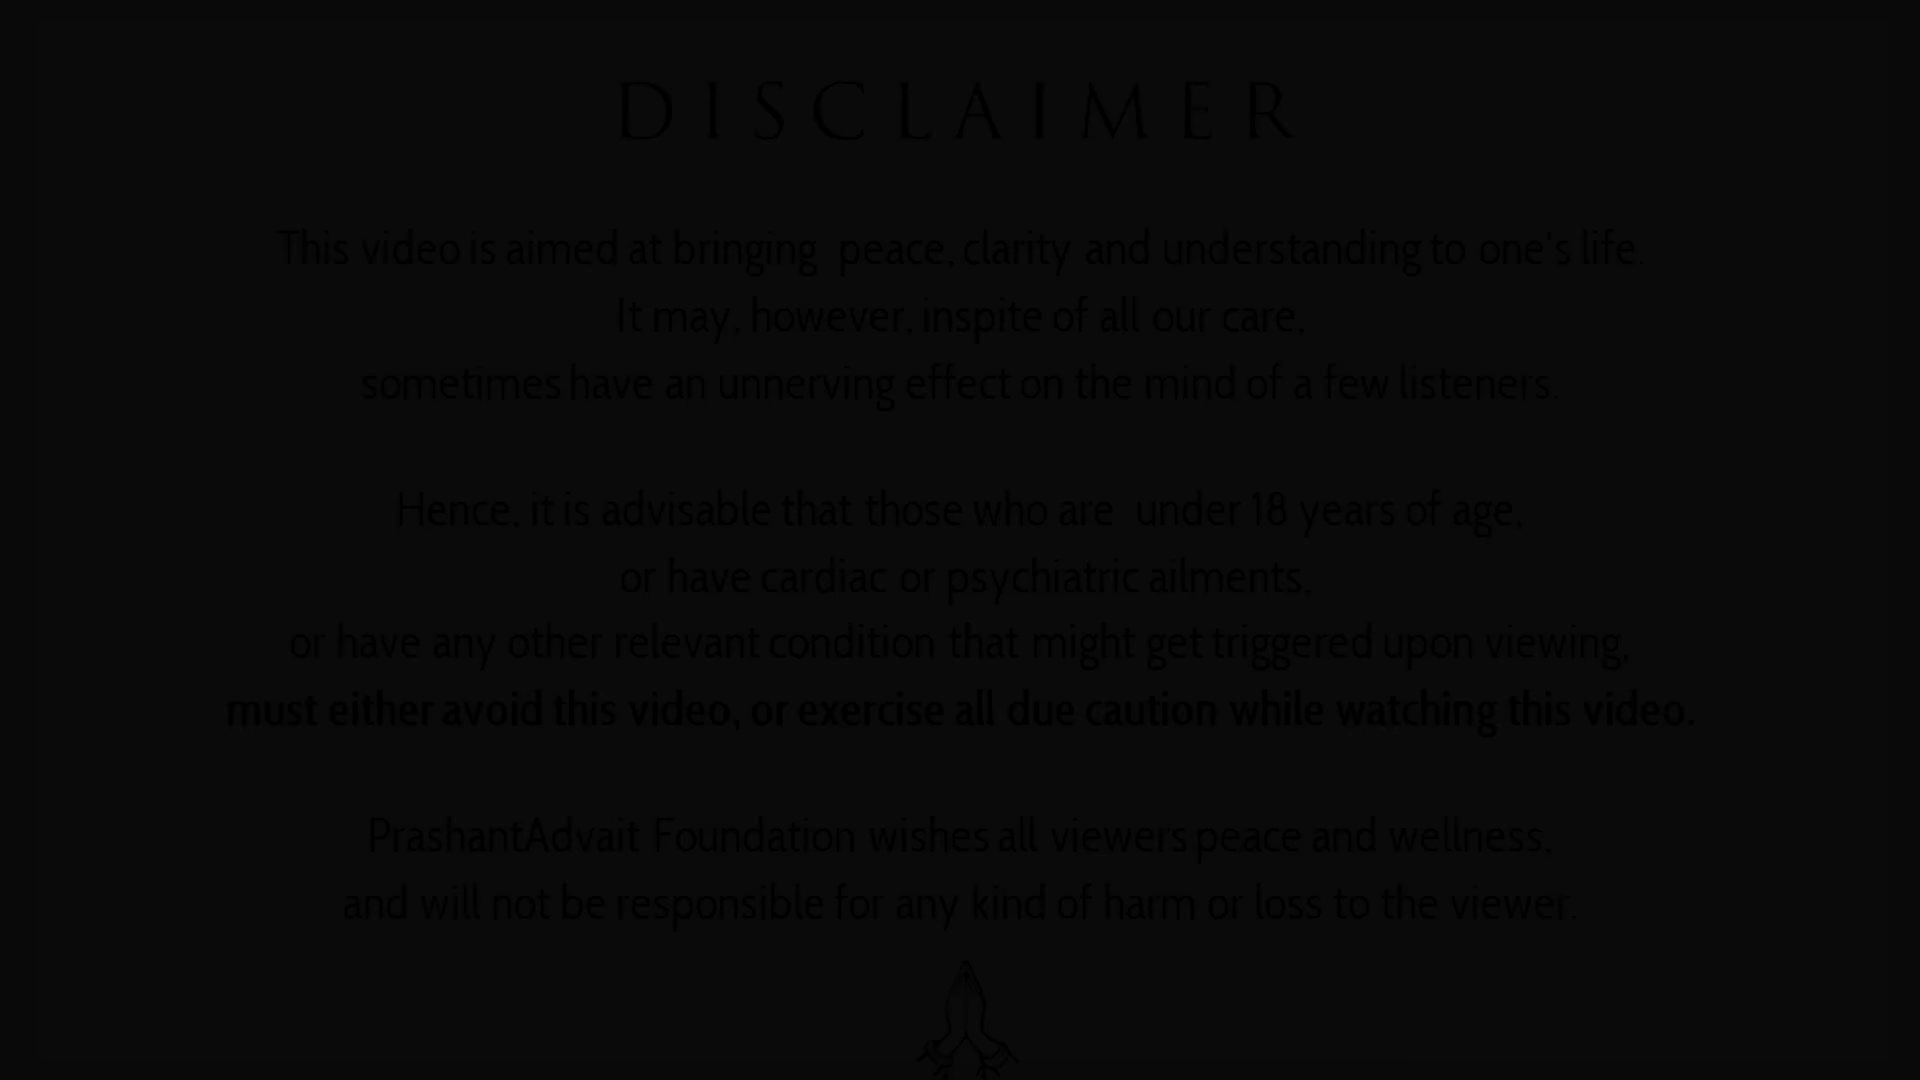 DISCLAIMER
This video is aimed at bringing peace, clarity and understanding to one's life.
It may, however, inspite of all our care,
sometimes have an unnerving effect on the mind of a few listeners.
Hence, it is advisable that those who are under 18 years of age,
or have cardiac or psychiatric ailments,
or have any other relevant condition that might get triggered upon viewing,
must either avoid this video, or exercise all due caution while watching this video.
PrashantAdvait Foundation wishes all viewers peace and wellness,
and will not be responsible for any kind of harm or loss to the viewer.